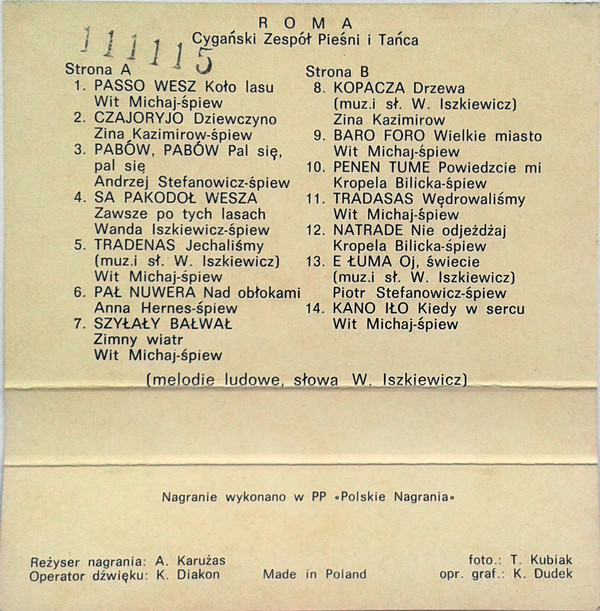 ROMA
Cygański Zespół Pieśni i Tańca
111115
Strona A
1. PASSO WESZ Koło lasu
Wit Michaj-śpiew
2. CZAJORYJO Dziewczyno
Zina Kazimirow-śpiew
3. PABÓW, PABÓW Pal się,
pal się
Andrzej Stefanowicz-śpiew
4. SA PAKODOŁ WESZA
Zawsze po tych lasach
Wanda Iszkiewicz-śpiew
5. TRADENAS Jechaliśmy
(muz.i sł. W. Iszkiewicz)
Wit Michaj-śpiew
6. PAŁ NUWERA Nad obłokami
Anna Hernes-śpiew
7. SZYŁAŁY BAŁWAŁ
Zimny wiatr
Wit Michaj-śpiew
Strona B
8. KOPACZA Drzewa
(muz.i sł. W. Iszkiewicz)
Zina Kazimirow
9. BARO FORO Wielkie miasto
Wit Michaj-śpiew
10. PENEN TUME Powiedzcie mi
Kropela Bilicka-śpiew
11. TRADASAS Wędrowaliśmy
Wit Michaj-śpiew
12. NATRADE Nie odjeżdżaj
Kropela Bilicka-śpiew
13. E ŁUMA Oj, świecie
(muz.i sł. W. Iszkiewicz)
Piotr Stefanowicz-śpiew
14. KANO IŁO Kiedy w sercu
Wit Michaj-śpiew
(melodie ludowe, słowa W. Iszkiewicz)
Nagranie wykonano w PP «Polskie Nagrania»
Reżyser nagrania: A. Karużas
Operator dźwięku: K. Diakon
Made in Poland
foto.: T. Kubiak
opr. graf.: K. Dudek